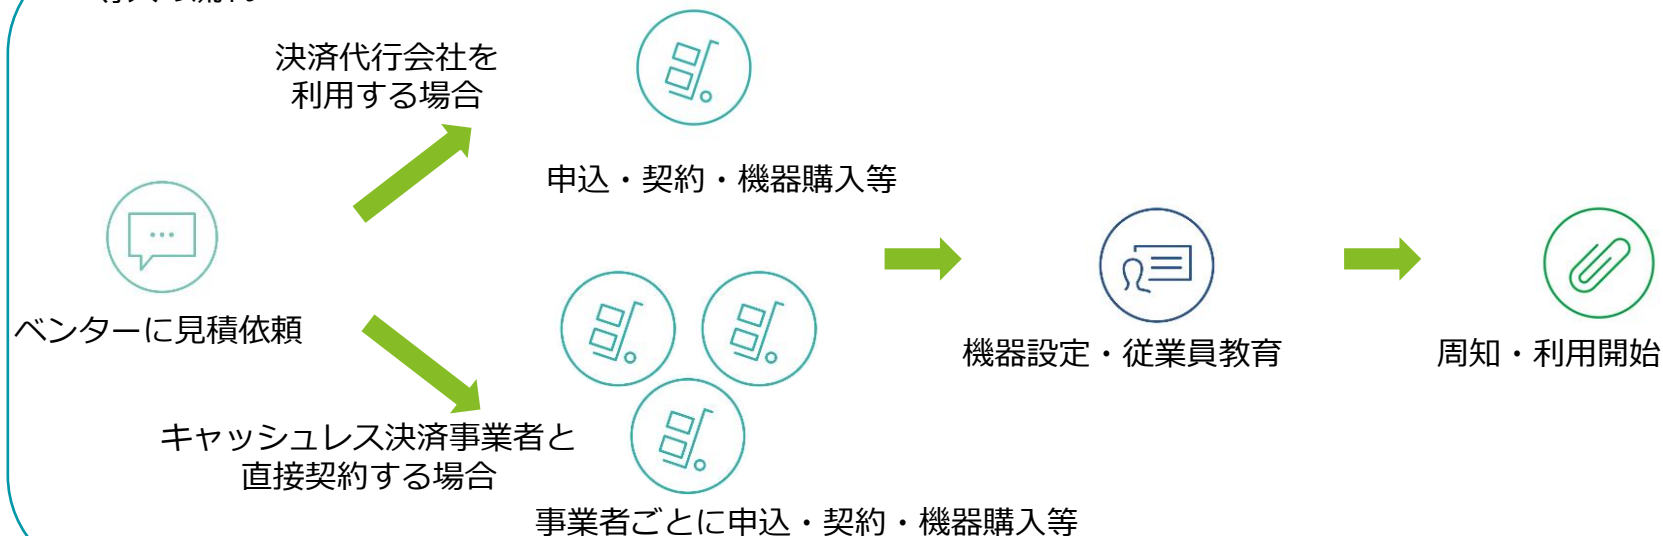 決済代行会社を
利用する場合
申込・契約・機器購入等
ベンターに見積依頼
機器設定・従業員教育
周知・利用開始
キャッシュレス決済事業者と
直接契約する場合
事業者ごとに申込・契約・機器購入等